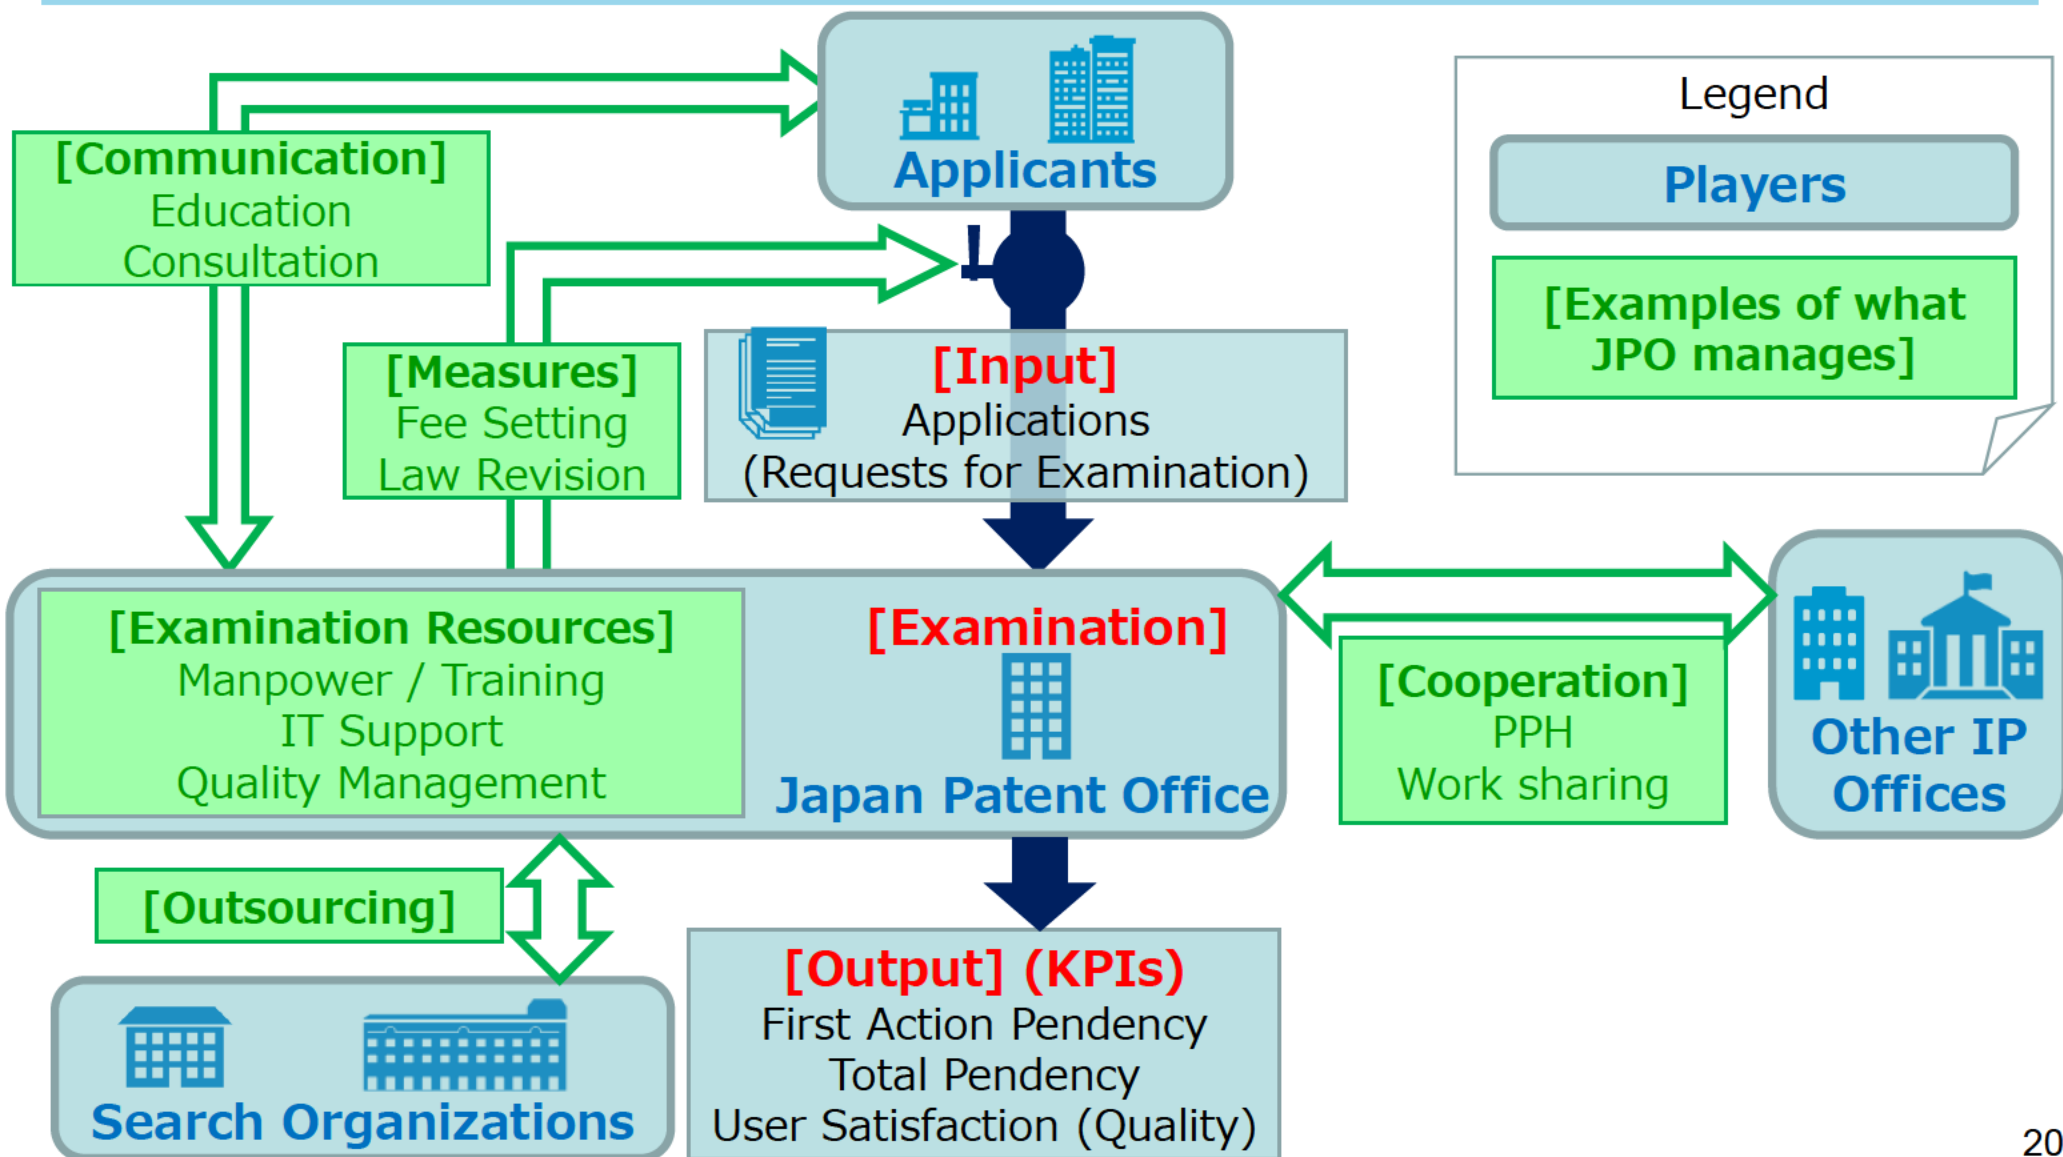 Applicants
Legend
Players
[Examples of what
JPO manages]
[Communication]
Education
Consultation
[Measures]
Fee Setting
Law Revision
[Input]
Applications
(Requests for Examination)
[Examination Resources]
Manpower / Training
IT Support
Quality Management
[Examination]
Japan Patent Office
[Cooperation]
PPH
Work sharing
Other IP
Offices
[Outsourcing]
Search Organizations
[Output] (KPIs)
First Action Pendency
Total Pendency
User Satisfaction (Quality)
20